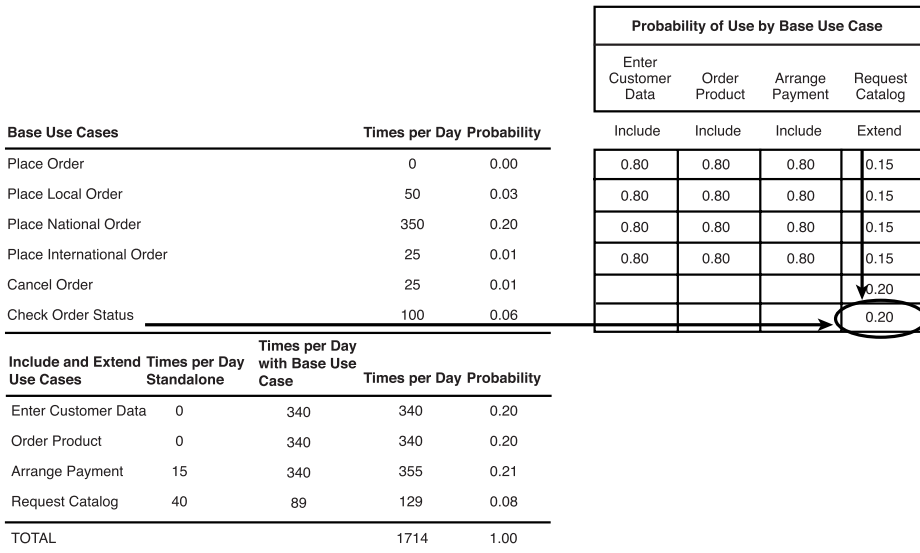 Probability of Use by Base Use Case
Enter Customer Data Order Product Arrange Payment Request Catalog
Base Use Cases Times per Day Probability Include Include Include Extend
Place Order 0 0.00 0.80 0.80 0.80 0.15
Place Local Order 50 0.03 0.80 0.80 0.80 0.15
Place National Order 350 0.20 0.80 0.80 0.80 0.15
Place International Order 25 0.01 0.80 0.80 0.80 0.15
Cancel Order 25 0.01 0.20
Check Order Status 100 0.06 0.20
Include and Extend Use Cases Times per Day Standalone Times per Day with Base Use Case Times per Day Probability
Enter Customer Data 0 340 340 0.20
Order Product 0 340 340 0.20
Arrange Payment 15 340 355 0.21
Request Catalog 40 89 129 0.08
TOTAL 1714 1.00